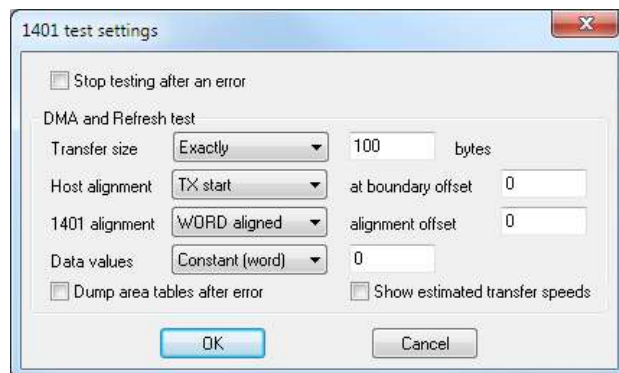 1401 test settings
Stop testing after an error
DMA and Refresh test
Transfer size Exactly 100 bytes
Host alignment TX start at boundary offset 0
1401 alignment WORD aligned alignment offset 0
Data values Constant (word) 0
Dump area tables after error Show estimated transfer speeds
OK Cancel